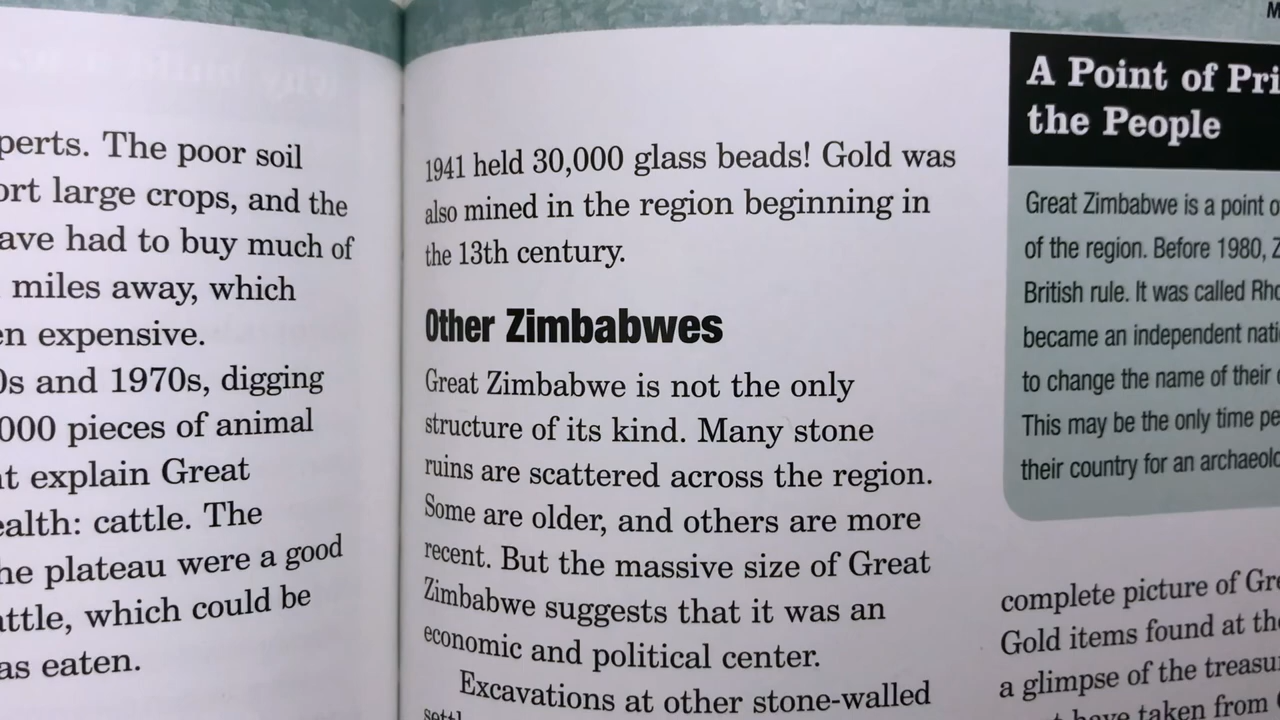 perts. The poor soil
ort large crops, and the
ave had to buy much of
miles away, which
en expensive.
0s and 1970s, digging
000 pieces of animal
t explain Great
ealth: cattle. The
he plateau were a good
attle, which could be
as eaten.
1941 held 30,000 glass beads! Gold was
also mined in the region beginning in
the 13th century.
Other Zimbabwes
Great Zimbabwe is not the only
structure of its kind. Many stone
ruins are scattered across the region.
Some are older, and others are more
recent. But the massive size of Great
Zimbabwe suggests that it was an
economic and political center.
Excavations at other stone-walled
A Point of Pri
the People
Great Zimbabwe is a point o
of the region. Before 1980, Z
British rule. It was called Rho
became an independent nati
to change the name of their
This may be the only time pe
their country for an archaeolo
complete picture of Gre
Gold items found at the
a glimpse of the treasu
have taken from